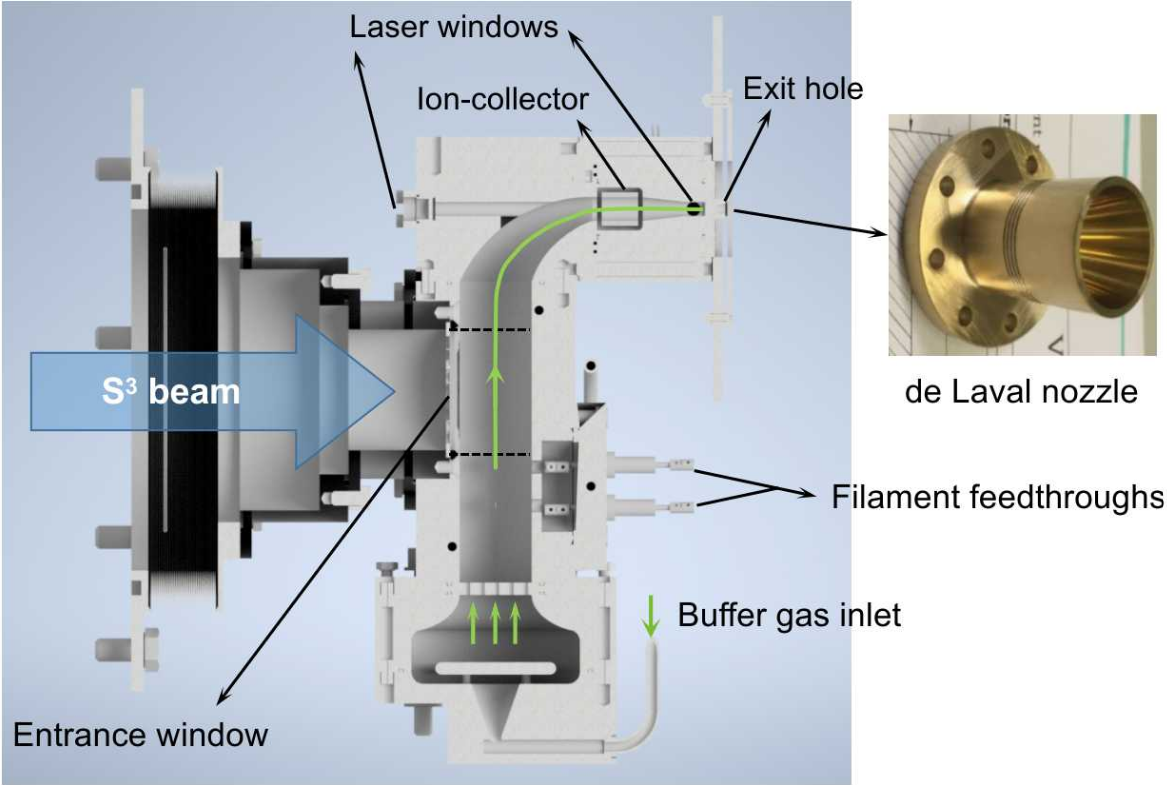 Laser windows
Ion-collector
Exit hole
S³ beam
de Laval nozzle
Filament feedthroughs
Buffer gas inlet
Entrance window